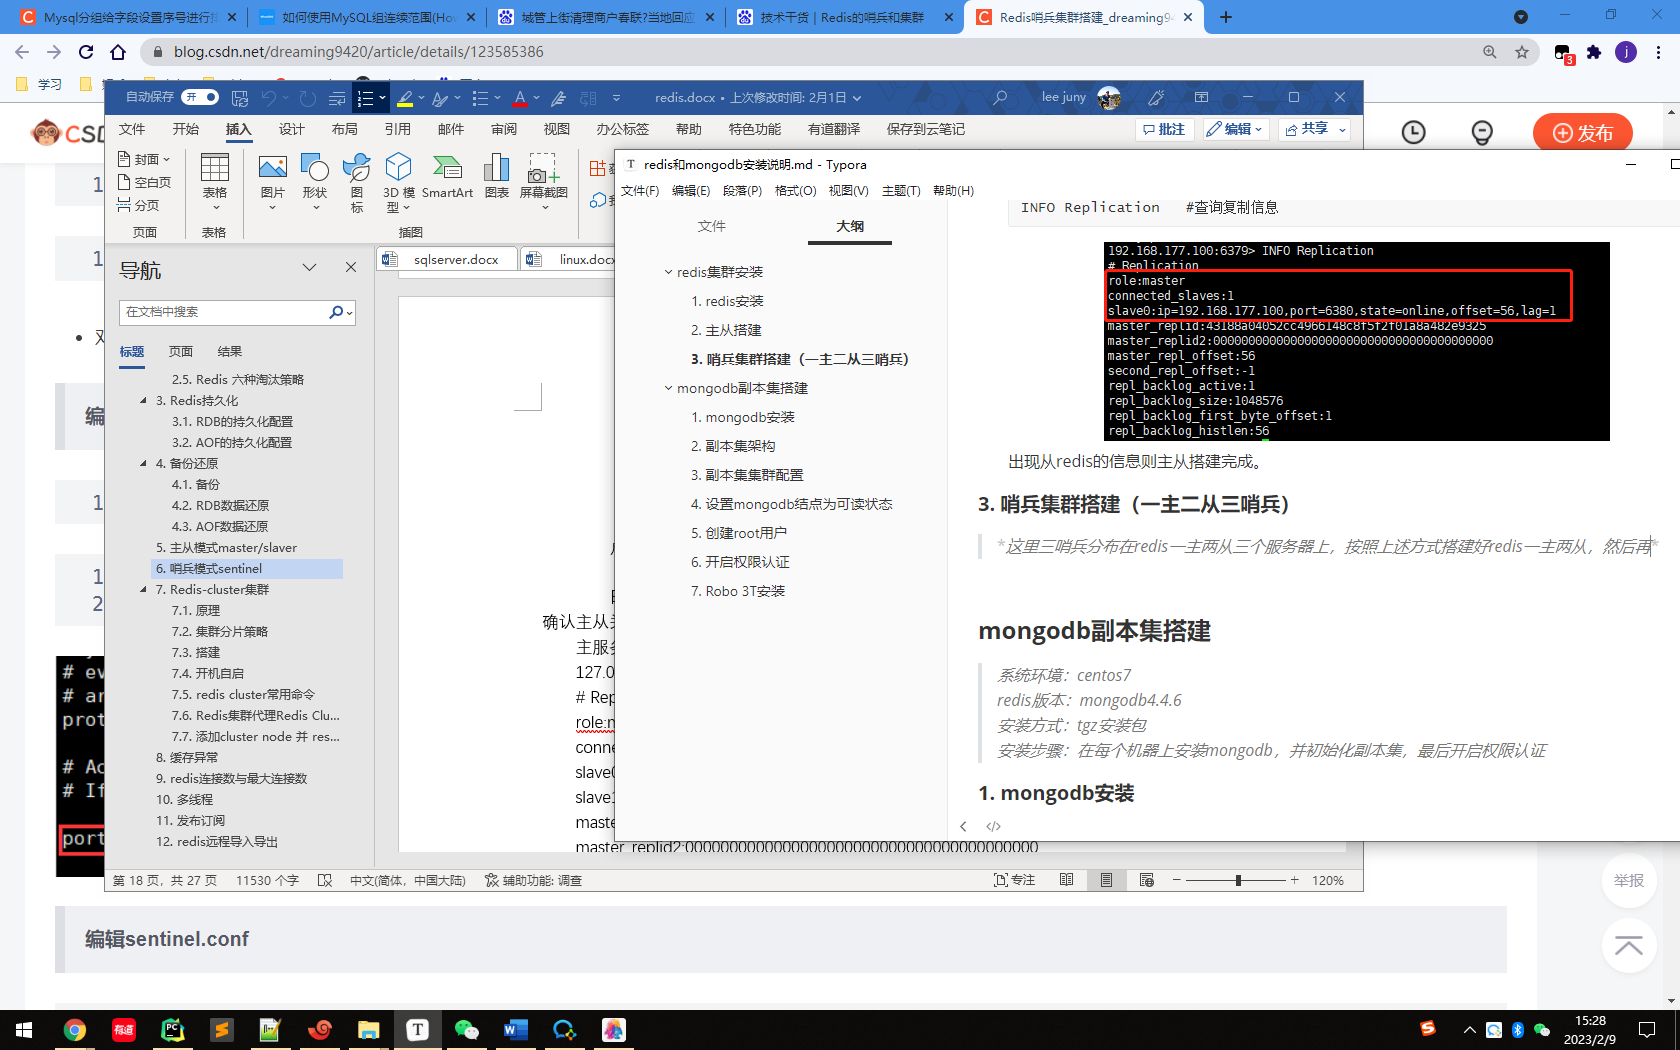 Mysql分组给字段设置序号进行排
如何使用MySQL组连续范围(How
城管上街清理商户春联?当地回应
技术干货 | Redis的哨兵和集群
Redis哨兵集群搭建_dreaming94
blog.csdn.net/dreaming9420/article/details/123585386
3
j
学习
自动保存
开
redis.docx • 上次修改时间: 2月1日
lee juny
文件
开始
插入
设计
布局
引用
邮件
审阅
视图
办公标签
帮助
特色功能
有道翻译
保存到云笔记
批注
编辑
共享
发布
封面
空白页
分页
页面
表格
表格
图片
形状
图标
3D 模型
SmartArt
图表
屏幕截图
插图
导航
在文档中搜索
标题
页面
结果
2.5. Redis 六种淘汰策略
3. Redis持久化
3.1. RDB的持久化配置
3.2. AOF的持久化配置
4. 备份还原
4.1. 备份
4.2. RDB数据还原
4.3. AOF数据还原
5. 主从模式master/slaver
6. 哨兵模式sentinel
7. Redis-cluster集群
7.1. 原理
7.2. 集群分片策略
7.3. 搭建
7.4. 开机自启
7.5. redis cluster常用命令
7.6. Redis集群代理Redis Clu...
7.7. 添加cluster node 并 res...
8. 缓存异常
9. redis连接数与最大连接数
10. 多线程
11. 发布订阅
12. redis远程导入导出
sqlserver.docx
linux.docx
确认主从
主服
127.0
# Rep
role:m
conne
slave0
slave1
maste
master_replid2:0000000000000000000000000000000000000000
第 18 页，共 27 页
11530 个字
中文(简体，中国大陆)
辅助功能: 调查
专注
120%
redis和mongodb安装说明.md - Typora
文件(F)
编辑(E)
段落(P)
格式(O)
视图(V)
主题(T)
帮助(H)
文件
大纲
redis集群安装
1. redis安装
2. 主从搭建
3. 哨兵集群搭建（一主二从三哨兵）
mongodb副本集搭建
1. mongodb安装
2. 副本集架构
3. 副本集集群配置
4. 设置mongodb结点为可读状态
5. 创建root用户
6. 开启权限认证
7. Robo 3T安装
INFO Replication #查询复制信息
192.168.177.100:6379> INFO Replication
# Replication
role:master
connected_slaves:1
slave0:ip=192.168.177.100,port=6380,state=online,offset=56,lag=1
master_replid:43188a04052cc4966148c8f5f2f01a8a482e9325
master_replid2:0000000000000000000000000000000000000000
master_repl_offset:56
second_repl_offset:-1
repl_backlog_active:1
repl_backlog_size:1048576
repl_backlog_first_byte_offset:1
repl_backlog_histlen:56
出现从redis的信息则主从搭建完成。
3. 哨兵集群搭建（一主二从三哨兵）
*这里三哨兵分布在redis一主两从三个服务器上，按照上述方式搭建好redis一主两从，然后再*
mongodb副本集搭建
系统环境：centos7
redis版本：mongodb4.4.6
安装方式：tgz安装包
安装步骤：在每个机器上安装mongodb，并初始化副本集，最后开启权限认证
1. mongodb安装
1
1
编
1
1
2
# ev
# ar
prot
# Ac
# If
port
编辑sentinel.conf
举报
有道
15:28
2023/2/9